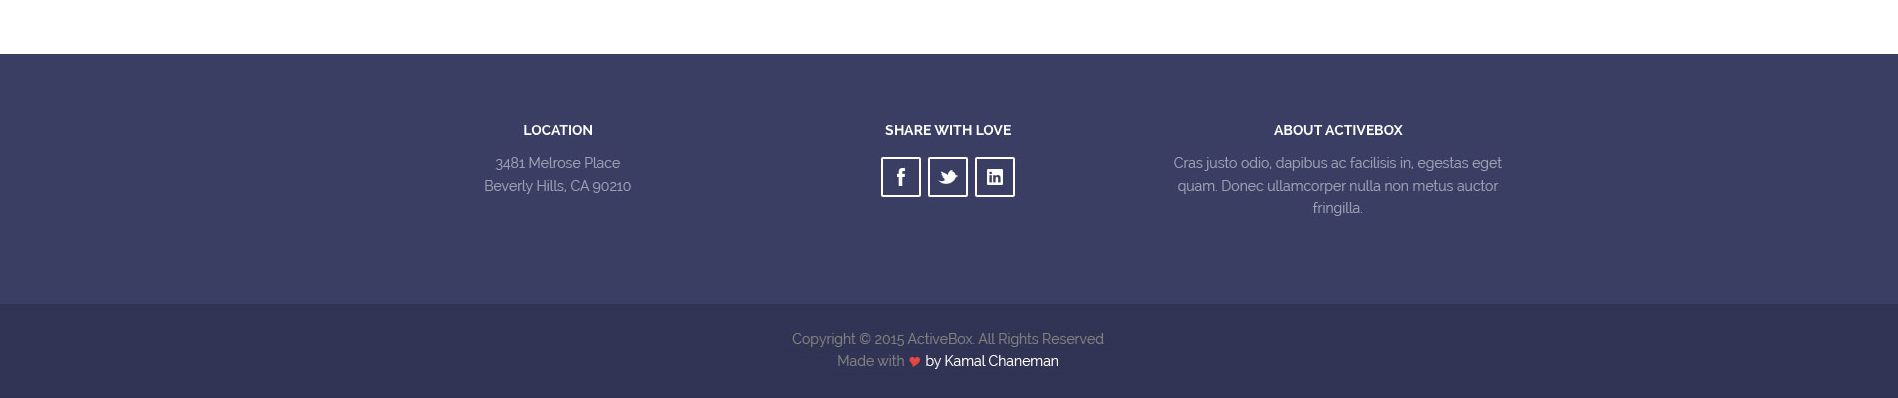 LOCATION
3481 Melrose Place
Beverly Hills, CA 90210
SHARE WITH LOVE
ABOUT ACTIVEBOX
Cras justo odio, dapibus ac facilisis in, egestas eget
quam. Donec ullamcorper nulla non metus auctor
fringilla.
Copyright © 2015 ActiveBox. All Rights Reserved
Made with ♥ by Kamal Chaneman